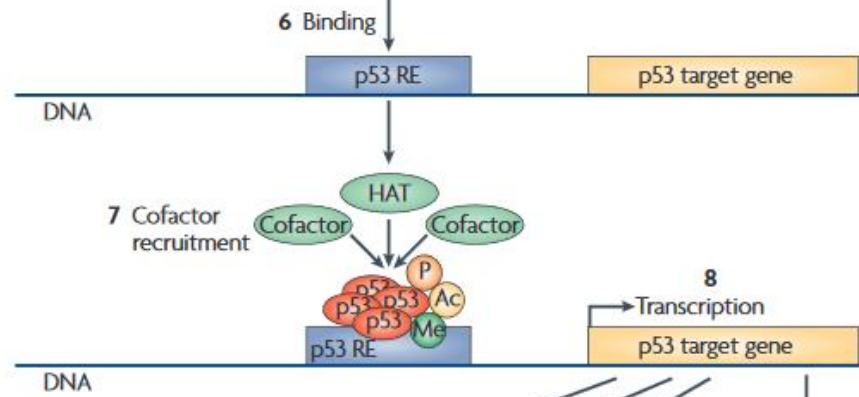 6 Binding
p53 RE
p53 target gene
DNA
HAT
7 Cofactor
recruitment
Cofactor
Cofactor
P
p53
p53
p53
Ac
p53
Me
8
Transcription
p53 RE
p53 target gene
DNA